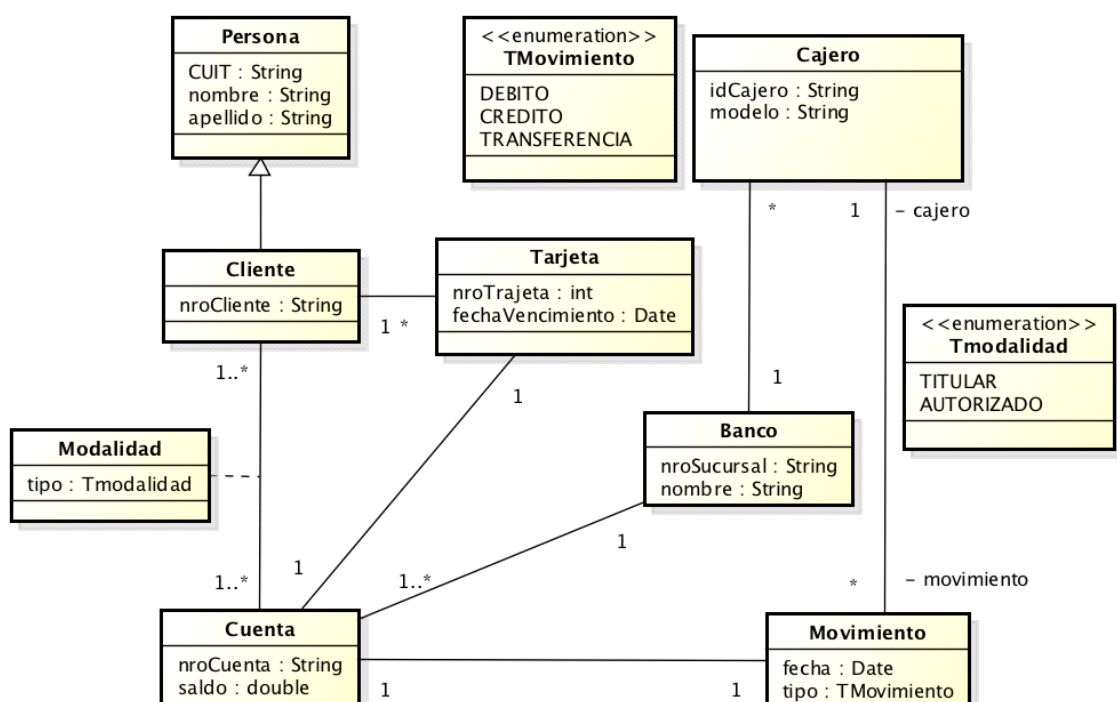 Persona
CUIT : String
nombre : String
apellido : String
<<enumeration>>
TMovimiento
DEBITO
CREDITO
TRANSFERENCIA
Cajero
idCajero : String
modelo : String
*
1
- cajero
Cliente
nroCliente : String
1 *
Tarjeta
nroTrajeta : int
fechaVencimiento : Date
<<enumeration>>
Tmodalidad
TITULAR
AUTORIZADO
1..*
1
1
Modalidad
tipo : Tmodalidad
Banco
nroSucursal : String
nombre : String
1
1..*
1
1..*
*
- movimiento
Cuenta
nroCuenta : String
saldo : double
1
1
Movimiento
fecha : Date
tipo : TMovimiento